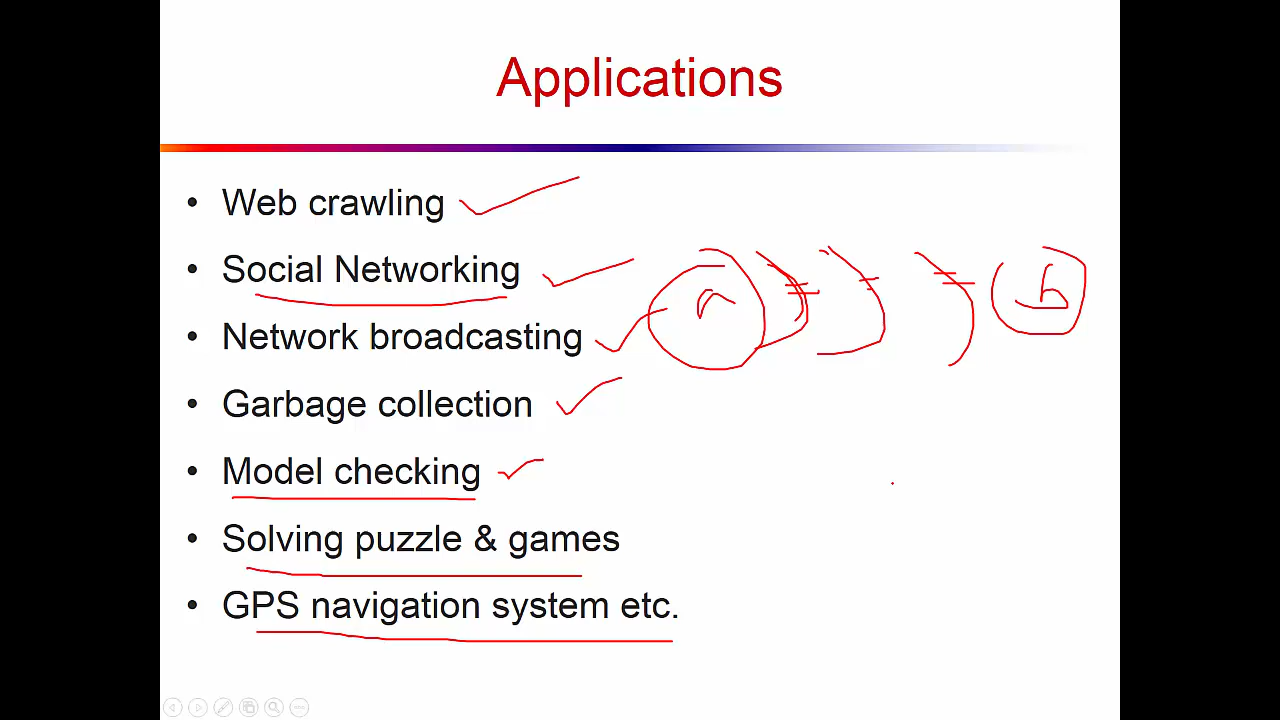 Applications
• Web crawling
• Social Networking
• Network broadcasting
• Garbage collection
• Model checking
• Solving puzzle & games
• GPS navigation system etc.
b